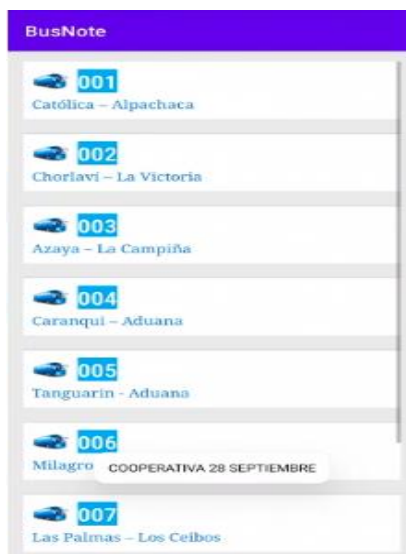 BusNote
001
Católica – Alpachaca
002
Chorlaví – La Victoria
003
Azaya – La Campiña
004
Caranqui – Aduana
005
Tanguarín - Aduana
006
Milagro
COOPERATIVA 28 SEPTIEMBRE
007
Las Palmas – Los Ceibos